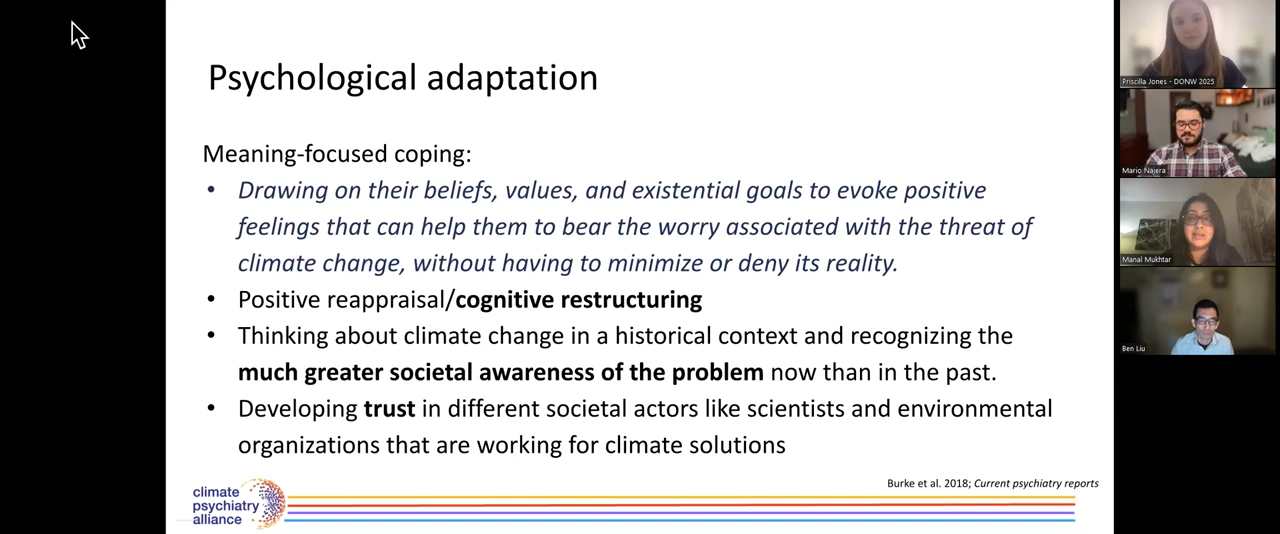 Psychological adaptation
Meaning-focused coping:
• Drawing on their beliefs, values, and existential goals to evoke positive
feelings that can help them to bear the worry associated with the threat of
climate change, without having to minimize or deny its reality.
• Positive reappraisal/cognitive restructuring
• Thinking about climate change in a historical context and recognizing the
much greater societal awareness of the problem now than in the past.
• Developing trust in different societal actors like scientists and environmental
organizations that are working for climate solutions
Burke et al. 2018; Current psychiatry reports
climate
psychiatry
alliance
Priscilla Jones - DONW 2025
Mario Najera
Manal Mukhtar
Ben Liu